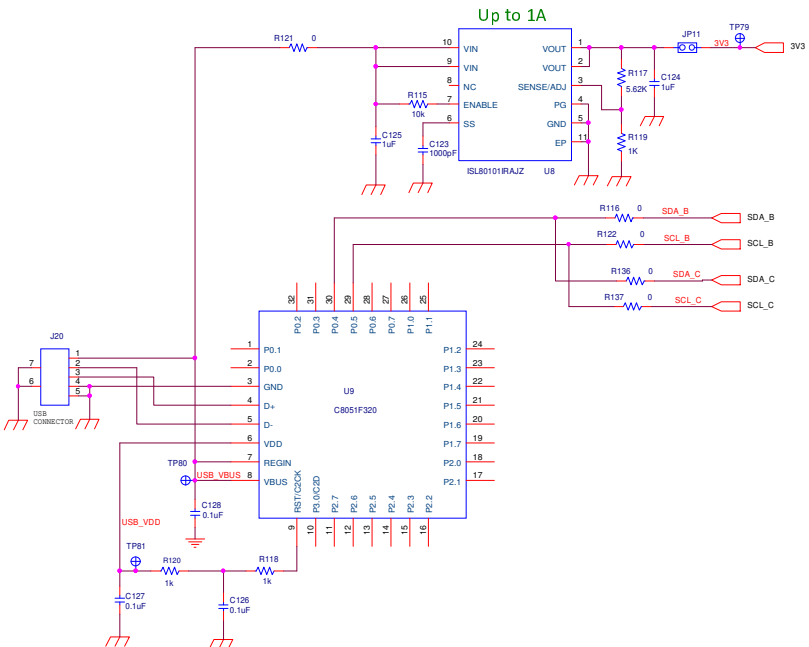 Up to 1A
R121 0
10 VIN
9 VIN
8 NC
7 ENABLE
6 SS
VOUT 1
VOUT 2
SENSE/ADJ 3
PG 4
GND 5
EP 11
ISL80101IRAJZ U8
R115
10k
C125
1uF
C123
1000pF
R117
5.62K
C124
1uF
R119
1K
JP11
3V3
TP79
3V3
R116 0 SDA_B SDA_B
R122 0 SCL_B SCL_B
R136 0 SDA_C SDA_C
R137 0 SCL_C SCL_C
32 31 30 29 28 27 26 25
P0.2 P0.3 P0.4 P0.5 P0.6 P0.7 P1.0 P1.1
1 P0.1
2 P0.0
3 GND
4 D+
5 D-
6 VDD
7 REGIN
8 VBUS
U9
C8051F320
P1.2 24
P1.3 23
P1.4 22
P1.5 21
P1.6 20
P1.7 19
P2.0 18
P2.1 17
RST/C2CK P3.0/C2D P2.7 P2.6 P2.5 P2.4 P2.3 P2.2
9 10 11 12 13 14 15 16
J20
7
6
1
2
3
4
5
USB
CONNECTOR
TP80
USB_VBUS
C128
0.1uF
USB_VDD
TP81
R120
1k
R118
1k
C127
0.1uF
C126
0.1uF